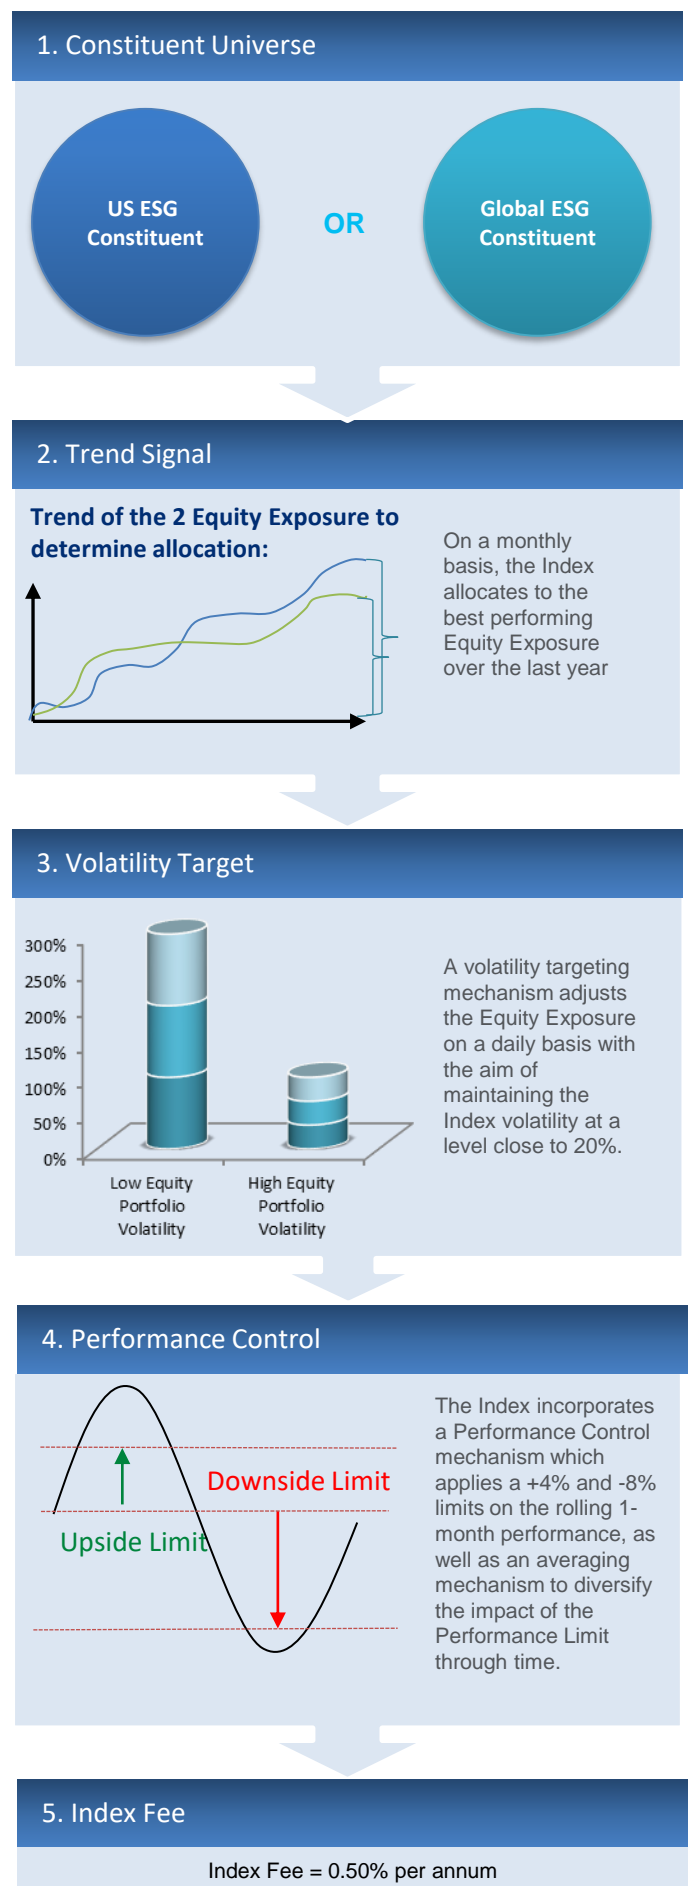 1. Constituent Universe
US ESG
Constituent
OR
Global ESG
Constituent
2. Trend Signal
Trend of the 2 Equity Exposure to
determine allocation:
On a monthly
basis, the Index
allocates to the
best performing
Equity Exposure
over the last year
3. Volatility Target
300%
250%
200%
150%
100%
50%
0%
Low Equity
Portfolio
Volatility
High Equity
Portfolio
Volatility
A volatility targeting
mechanism adjusts
the Equity Exposure
on a daily basis with
the aim of
maintaining the
Index volatility at a
level close to 20%.
4. Performance Control
Downside Limit
Upside Limit
The Index incorporates
a Performance Control
mechanism which
applies a +4% and -8%
limits on the rolling 1-
month performance, as
well as an averaging
mechanism to diversify
the impact of the
Performance Limit
through time.
5. Index Fee
Index Fee = 0.50% per annum